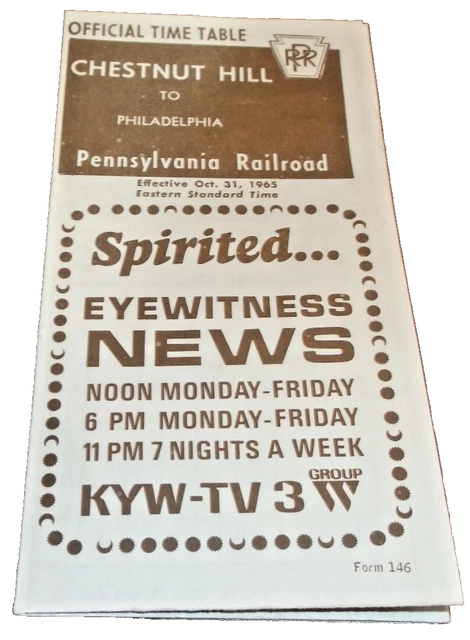 OFFICIAL TIME TABLE
PRR
CHESTNUT HILL
TO
PHILADELPHIA
Pennsylvania Railroad
Effective Oct. 31, 1965
Eastern Standard Time
Spirited...
EYEWITNESS
NEWS
NOON MONDAY-FRIDAY
6 PM MONDAY-FRIDAY
11 PM 7 NIGHTS A WEEK
GROUP
KYW-TV 3 W
Form 146